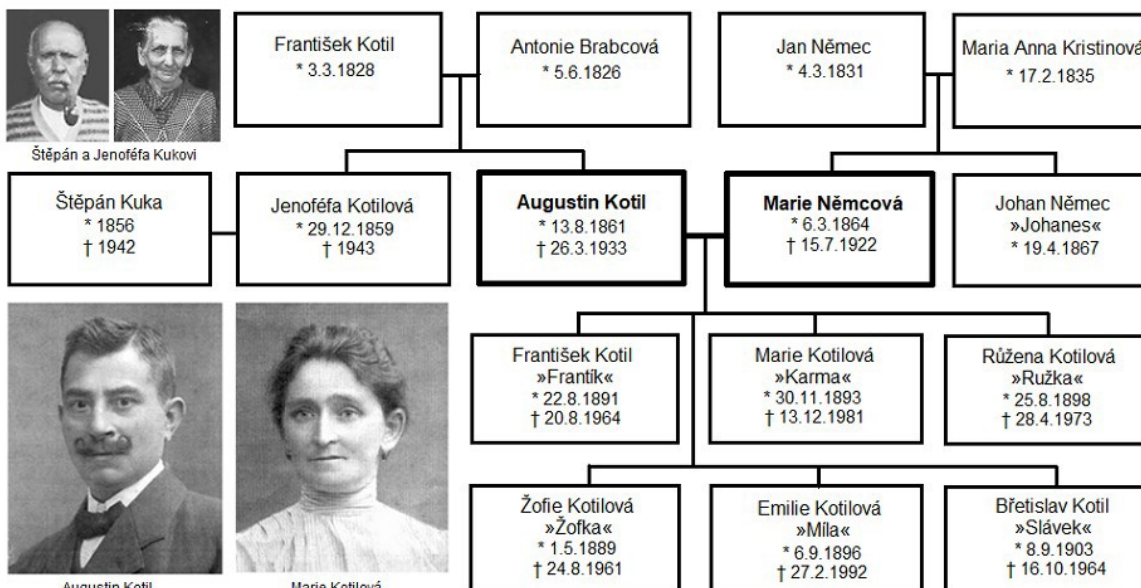 František Kotil
* 3.3.1828
Antonie Brabcová
* 5.6.1826
Jan Němec
* 4.3.1831
Maria Anna Kristinová
* 17.2.1835
Štěpán a Jenoféfa Kukovi
Štěpán Kuka
* 1856
† 1942
Jenoféfa Kotilová
* 29.12.1859
† 1943
Augustin Kotil
* 13.8.1861
† 26.3.1933
Marie Němcová
* 6.3.1864
† 15.7.1922
Johan Němec
»Johanes«
* 19.4.1867
František Kotil
»Frantík«
* 22.8.1891
† 20.8.1964
Marie Kotilová
»Karma«
* 30.11.1893
† 13.12.1981
Růžena Kotilová
»Ružka«
* 25.8.1898
† 28.4.1973
Žofie Kotilová
»Žofka«
* 1.5.1889
† 24.8.1961
Emilie Kotilová
»Míla«
* 6.9.1896
† 27.2.1992
Břetislav Kotil
»Slávek«
* 8.9.1903
† 16.10.1964
Augustin Kotil
Marie Kotilová